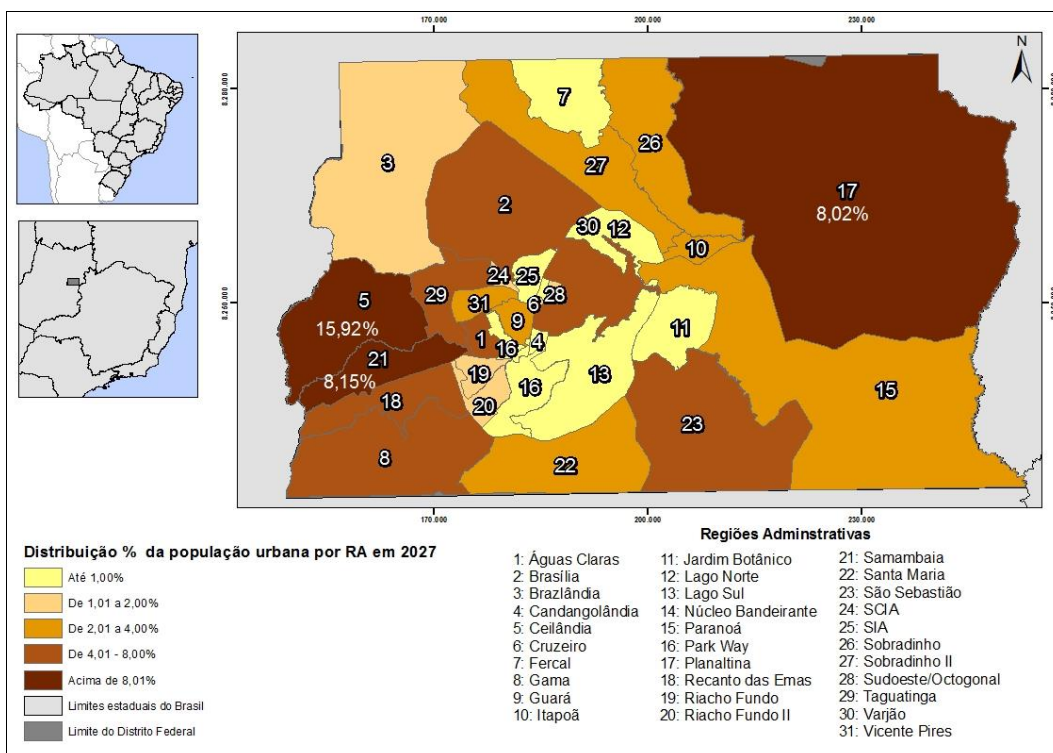 170.000 200.000 230.000
N
8.280.000
7
26
3
27
17
8,02%
2
30 12
10
24 25
5
29 31 6 28
15,92%
9
11
1 16 4
21
8,15%
19 16 13
18 20
15
23
8
22
8.260.000
170.000 200.000 230.000
Distribuição % da população urbana por RA em 2027
Até 1,00%
De 1,01 a 2,00%
De 2,01 a 4,00%
De 4,01 - 8,00%
Acima de 8,01%
Limites estaduais do Brasil
Limite do Distrito Federal
Regiões Adminstrativas
1: Águas Claras
2: Brasília
3: Brazlândia
4: Candangolândia
5: Ceilândia
6: Cruzeiro
7: Fercal
8: Gama
9: Guará
10: Itapoã
11: Jardim Botânico
12: Lago Norte
13: Lago Sul
14: Núcleo Bandeirante
15: Paranoá
16: Park Way
17: Planaltina
18: Recanto das Emas
19: Riacho Fundo
20: Riacho Fundo II
21: Samambaia
22: Santa Maria
23: São Sebastião
24: SCIA
25: SIA
26: Sobradinho
27: Sobradinho II
28: Sudoeste/Octogonal
29: Taguatinga
30: Varjão
31: Vicente Pires